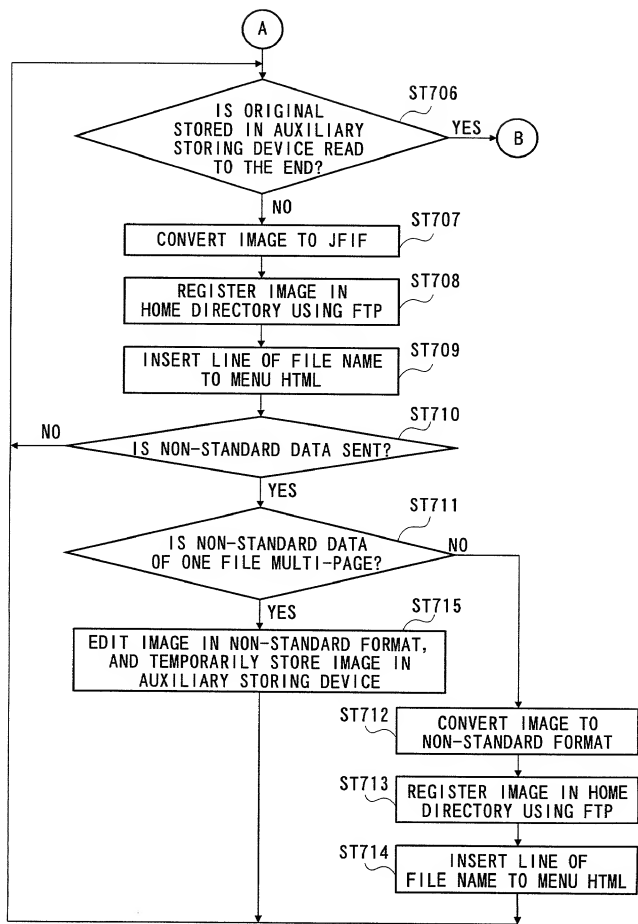 A
ST706
IS ORIGINAL
STORED IN AUXILIARY
STORING DEVICE READ
TO THE END?
YES
B
NO
ST707
CONVERT IMAGE TO JFIF
ST708
REGISTER IMAGE IN
HOME DIRECTORY USING FTP
ST709
INSERT LINE OF FILE NAME
TO MENU HTML
ST710
NO
IS NON-STANDARD DATA SENT?
YES
ST711
IS NON-STANDARD DATA
OF ONE FILE MULTI-PAGE?
NO
YES
ST715
EDIT IMAGE IN NON-STANDARD FORMAT,
AND TEMPORARILY STORE IMAGE IN
AUXILIARY STORING DEVICE
ST712
CONVERT IMAGE TO
NON-STANDARD FORMAT
ST713
REGISTER IMAGE IN HOME
DIRECTORY USING FTP
ST714
INSERT LINE OF
FILE NAME TO MENU HTML